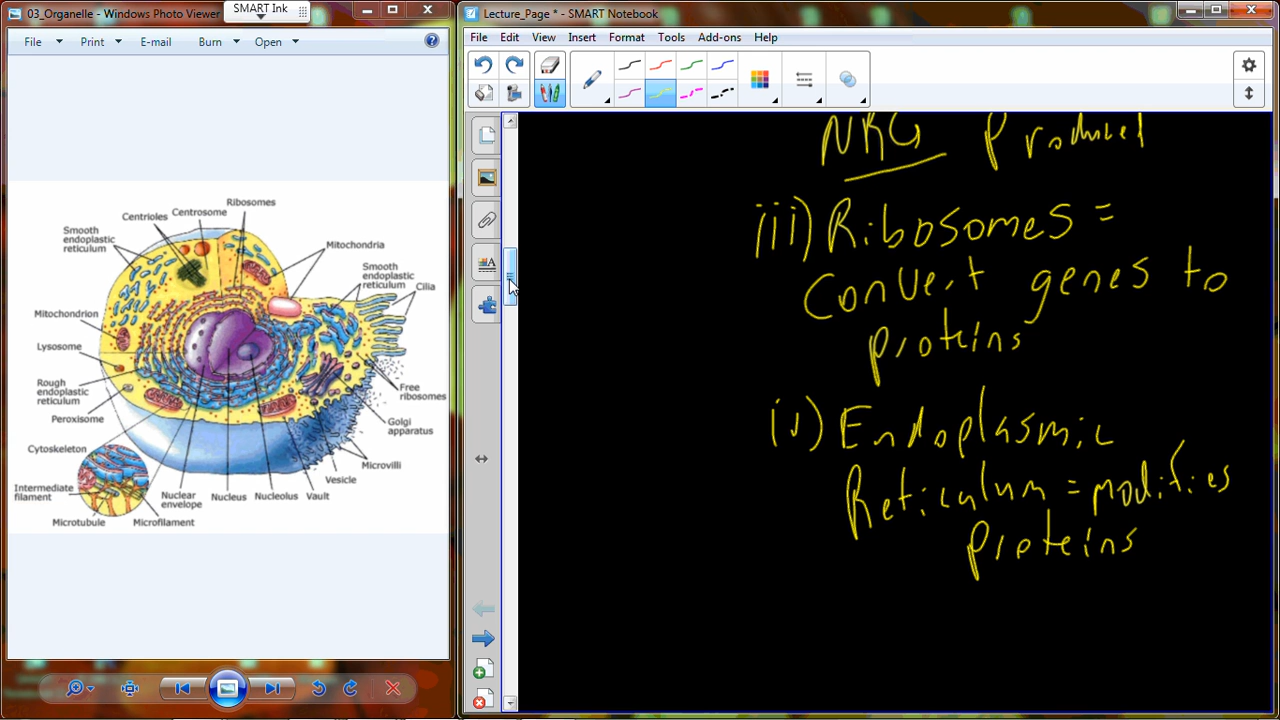 03_Organelle - Windows Photo Viewer
SMART Ink
File Print E-mail Burn Open
Ribosomes
Centrosome
Centrioles
Smooth
endoplastic
reticulum
Mitochondria
Smooth
endoplastic
reticulum
Cilia
Mitochondrion
Lysosome
Rough
endoplastic
reticulum
Peroxisome
Free
ribosomes
Golgi
apparatus
Cytoskeleton
Microvilli
Intermediate
filament
Vesicle
Nuclear
envelope
Nucleus
Nucleolus
Vault
Microtubule
Microfilament
Lecture_Page * - SMART Notebook
File Edit View Insert Format Tools Add-ons Help
NRG Produced
iii) Ribosomes =
convert genes to
proteins
iv) Endoplasmic
Reticulum = modifies
proteins